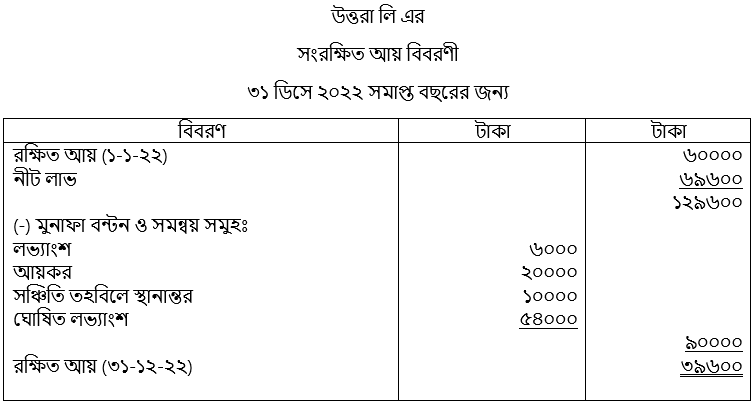 উত্তরা লি এর
সংরক্ষিত আয় বিবরণী
৩১ ডিসে ২০২২ সমাপ্ত বছরের জন্য
বিবরণ টাকা টাকা
রক্ষিত আয় (১-১-২২) ৬০০০০
নীট লাভ ৬৯৬০০
১২৯৬০০
(-) মুনাফা বন্টন ও সমন্বয় সমুহঃ
লভ্যাংশ ৬০০০
আয়কর ২০০০০
সঞ্চিতি তহবিলে স্থানান্তর ১০০০০
ঘোষিত লভ্যাংশ ৫৪০০০
৯০০০০
রক্ষিত আয় (৩১-১২-২২) ৩৯৬০০